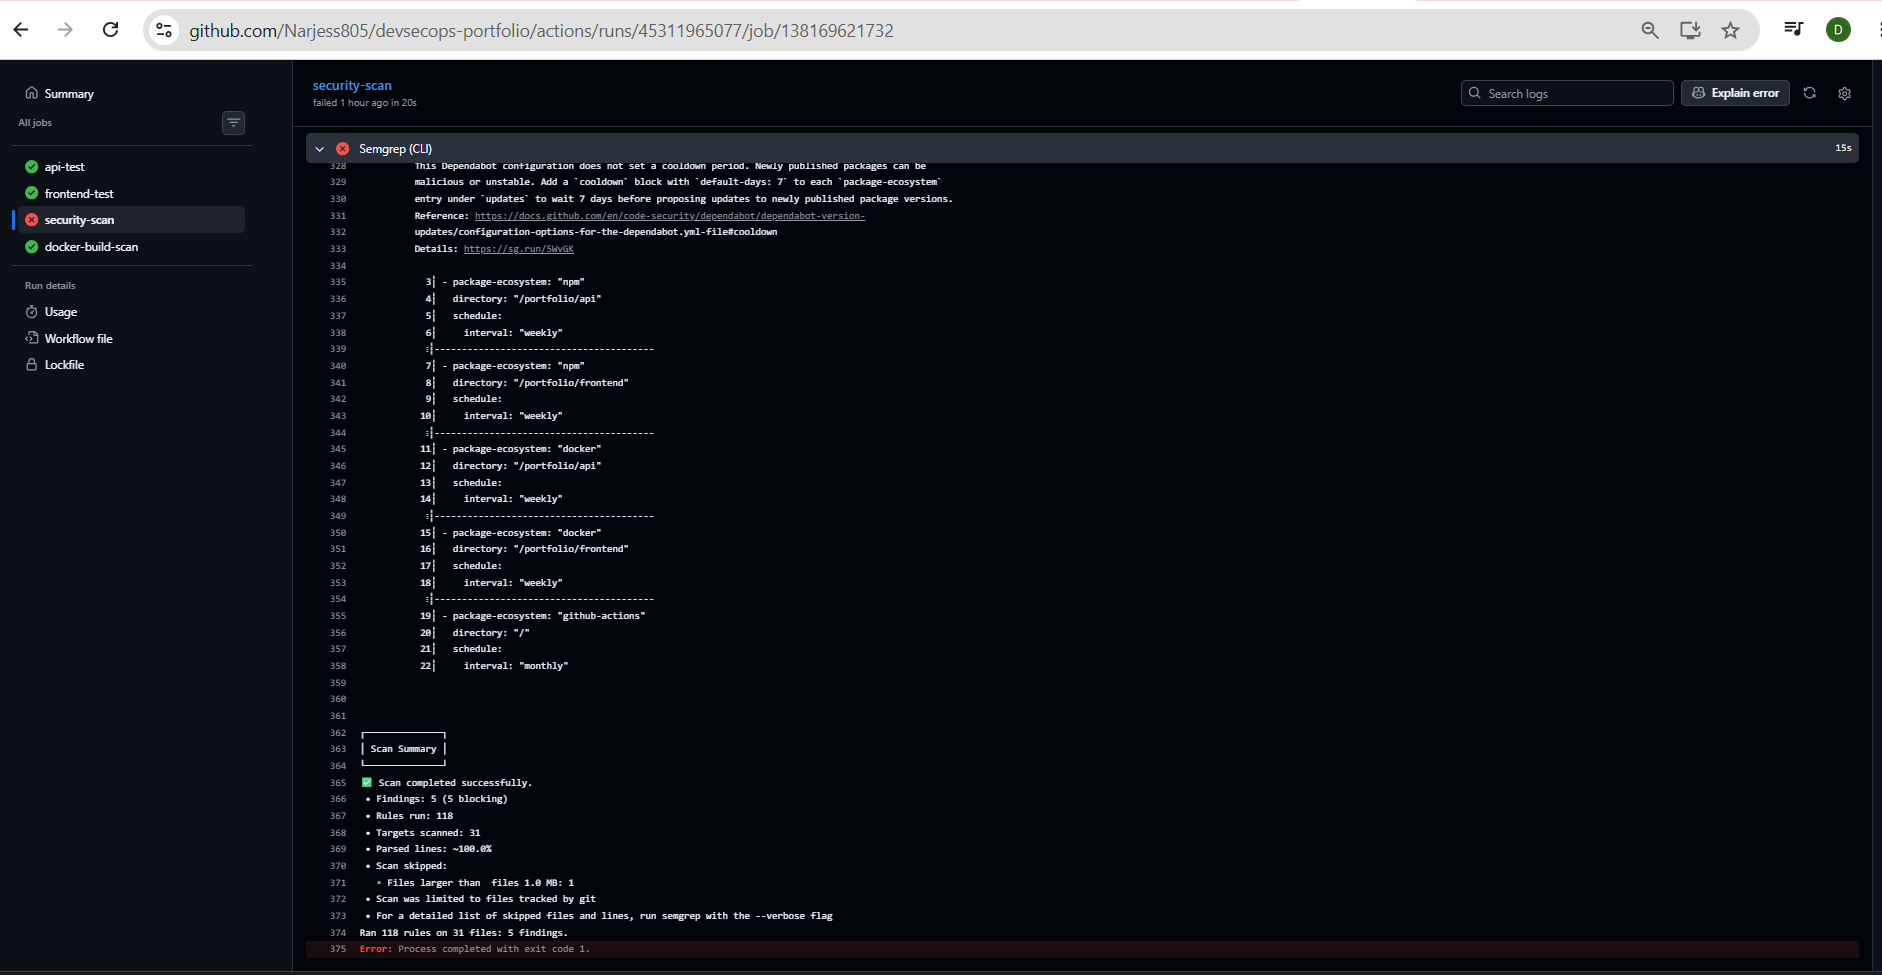 github.com/Narjess805/devsecops-portfolio/actions/runs/45311965077/job/138169621732
D
Summary
All jobs
api-test
frontend-test
security-scan
docker-build-scan
Run details
Usage
Workflow file
Lockfile
security-scan
failed 1 hour ago in 20s
Search logs
Explain error
Semgrep (CLI)
15s
328 This Dependabot configuration does not set a cooldown period. Newly published packages can be
329 malicious or unstable. Add a `cooldown` block with `default-days: 7` to each `package-ecosystem`
330 entry under `updates` to wait 7 days before proposing updates to newly published package versions.
331 Reference: https://docs.github.com/en/code-security/dependabot/dependabot-version-
332 updates/configuration-options-for-the-dependabot.yml-file#cooldown
333 Details: https://sg.run/5WvGK
334
335 3┆ - package-ecosystem: "npm"
336 4┆ directory: "/portfolio/api"
337 5┆ schedule:
338 6┆ interval: "weekly"
339 ⋮┆----------------------------------------
340 7┆ - package-ecosystem: "npm"
341 8┆ directory: "/portfolio/frontend"
342 9┆ schedule:
343 10┆ interval: "weekly"
344 ⋮┆----------------------------------------
345 11┆ - package-ecosystem: "docker"
346 12┆ directory: "/portfolio/api"
347 13┆ schedule:
348 14┆ interval: "weekly"
349 ⋮┆----------------------------------------
350 15┆ - package-ecosystem: "docker"
351 16┆ directory: "/portfolio/frontend"
352 17┆ schedule:
353 18┆ interval: "weekly"
354 ⋮┆----------------------------------------
355 19┆ - package-ecosystem: "github-actions"
356 20┆ directory: "/"
357 21┆ schedule:
358 22┆ interval: "monthly"
359
360
361
362
363 Scan Summary
364
365 ✅ Scan completed successfully.
366 • Findings: 5 (5 blocking)
367 • Rules run: 118
368 • Targets scanned: 31
369 • Parsed lines: ~100.0%
370 • Scan skipped:
371 ◦ Files larger than files 1.0 MB: 1
372 • Scan was limited to files tracked by git
373 • For a detailed list of skipped files and lines, run semgrep with the --verbose flag
374 Ran 118 rules on 31 files: 5 findings.
375 Error: Process completed with exit code 1.